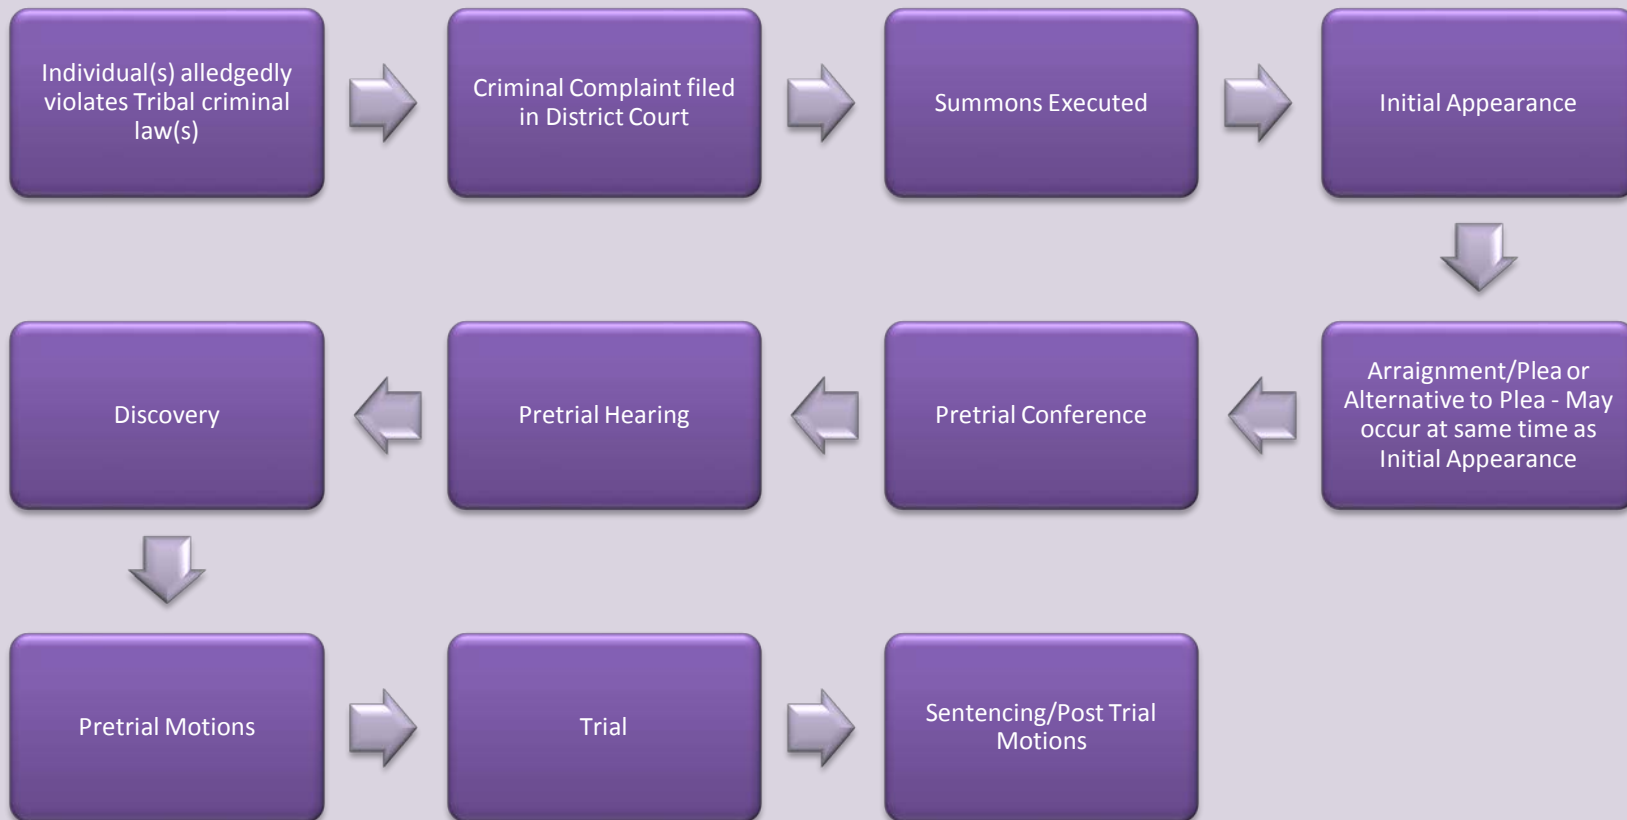 Individual(s) alledgedly
violates Tribal criminal
law(s)
Criminal Complaint filed
in District Court
Summons Executed
Initial Appearance
Arraignment/Plea or
Alternative to Plea - May
occur at same time as
Initial Appearance
Pretrial Conference
Pretrial Hearing
Discovery
Pretrial Motions
Trial
Sentencing/Post Trial
Motions